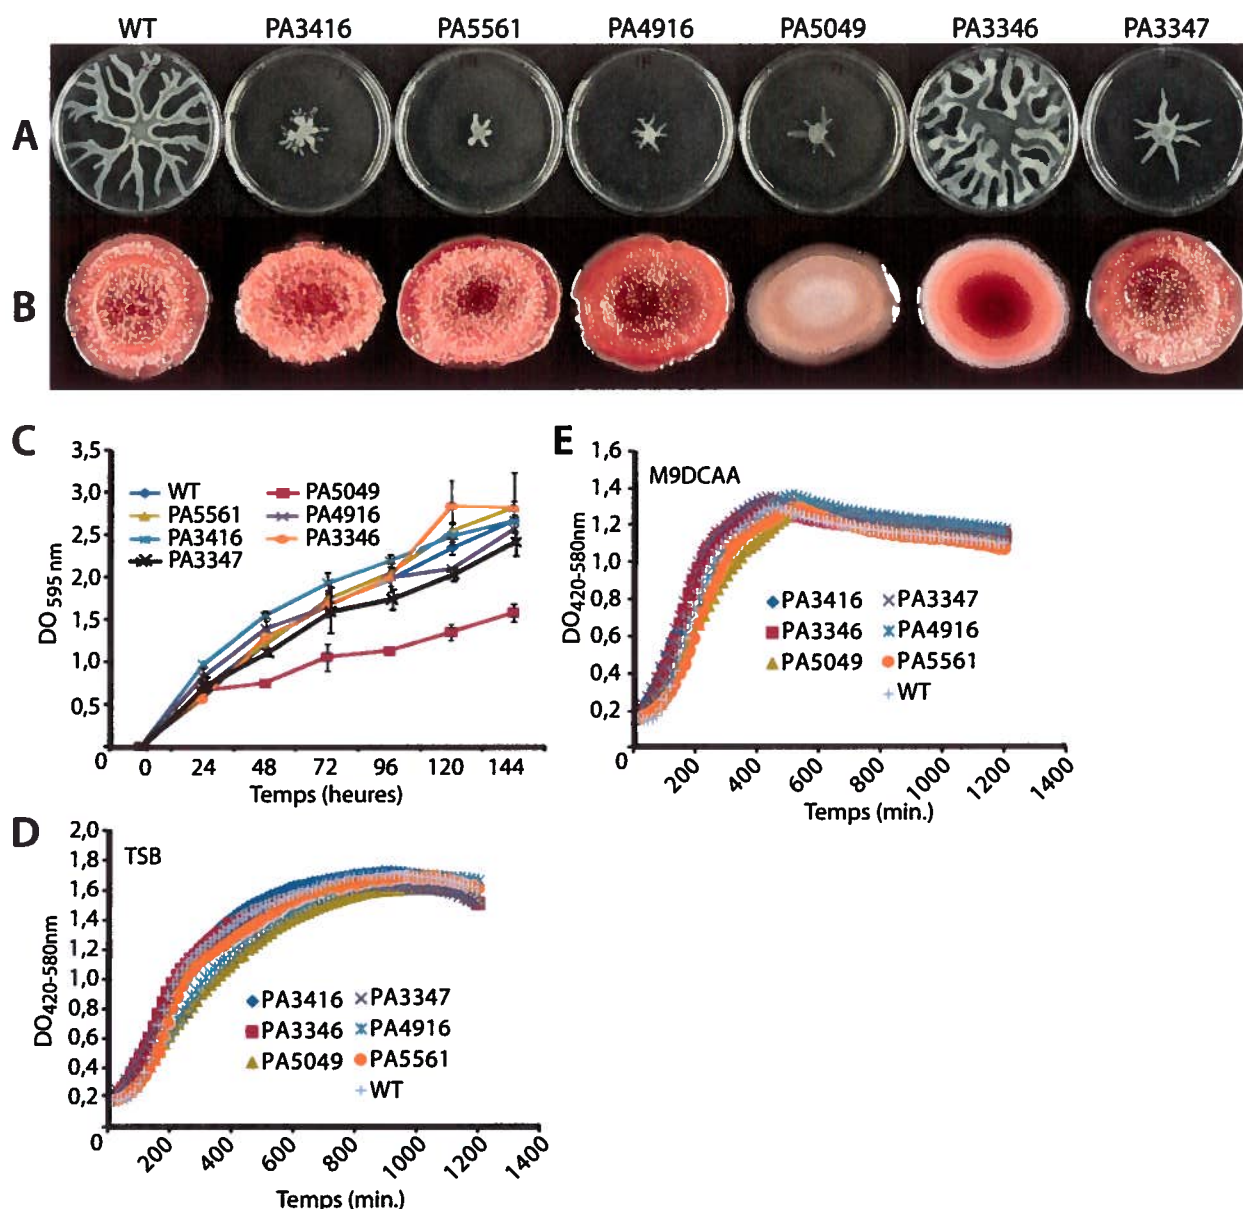 WT PA3416 PA5561 PA4916 PA5049 PA3346 PA3347
A
B
C
3,5
3,0
2,5
2,0
1,5
1,0
0,5
0
DO595 nm
WT PA5049
PA5561 PA4916
PA3416 PA3346
PA3347
0 24 48 72 96 120 144
Temps (heures)
E
1,6
1,4
1,2
1,0
0,8
0,6
0,4
0,2
0
DO420-580nm
M9DCAA
PA3416 PA3347
PA3346 PA4916
PA5049 PA5561
WT
200 400 600 800 1000 1200 1400
Temps (min.)
D
2,0
1,8
1,6
1,4
1,2
1,0
0,8
0,6
0,4
0,2
0
DO420-580nm
TSB
PA3416 PA3347
PA3346 PA4916
PA5049 PA5561
WT
200 400 600 800 1000 1200 1400
Temps (min.)